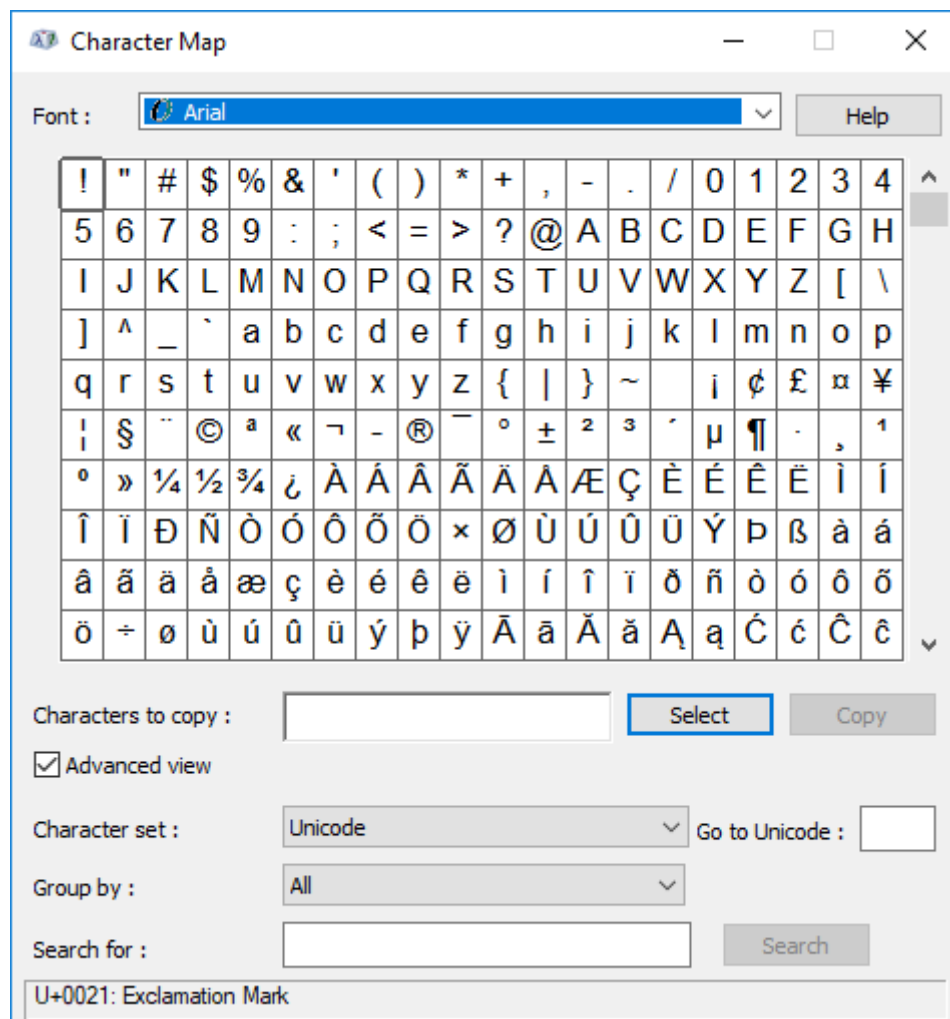 Character Map
Font : Arial Help
! " # $ % & ' ( ) * + , - . / 0 1 2 3 4
5 6 7 8 9 : ; < = > ? @ A B C D E F G H
I J K L M N O P Q R S T U V W X Y Z [ \
] ^ _ ` a b c d e f g h i j k l m n o p
q r s t u v w x y z { | } ~ ¡ ¢ £ ¤ ¥
¦ § ¨ © ª « ¬ - ® ¯ ° ± ² ³ ´ µ ¶ · ¸ ¹
º » ¼ ½ ¾ ¿ À Á Â Ã Ä Å Æ Ç È É Ê Ë Ì Í
Î Ï Ð Ñ Ò Ó Ô Õ Ö × Ø Ù Ú Û Ü Ý Þ ß à á
â ã ä å æ ç è é ê ë ì í î ï ð ñ ò ó ô õ
ö ÷ ø ù ú û ü ý þ ÿ Ā ā Ă ă Ą ą Ć ć Ĉ ĉ
Characters to copy : Select Copy
Advanced view
Character set : Unicode Go to Unicode :
Group by : All
Search for : Search
U+0021: Exclamation Mark